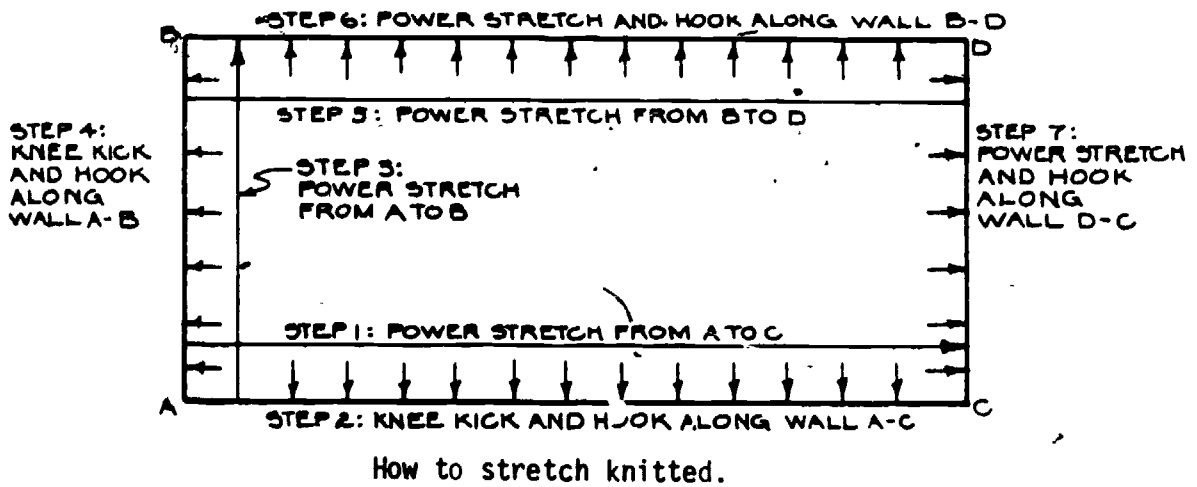 STEP 6: POWER STRETCH AND HOOK ALONG WALL B-D
B
D
STEP 5: POWER STRETCH FROM B TO D
STEP 4:
KNEE KICK
AND HOOK
ALONG
WALL A-B
STEP 3:
POWER STRETCH
FROM A TO B
STEP 7:
POWER STRETCH
AND HOOK
ALONG
WALL D-C
STEP 1: POWER STRETCH FROM A TO C
A
C
STEP 2: KNEE KICK AND HOOK ALONG WALL A-C
How to stretch knitted.